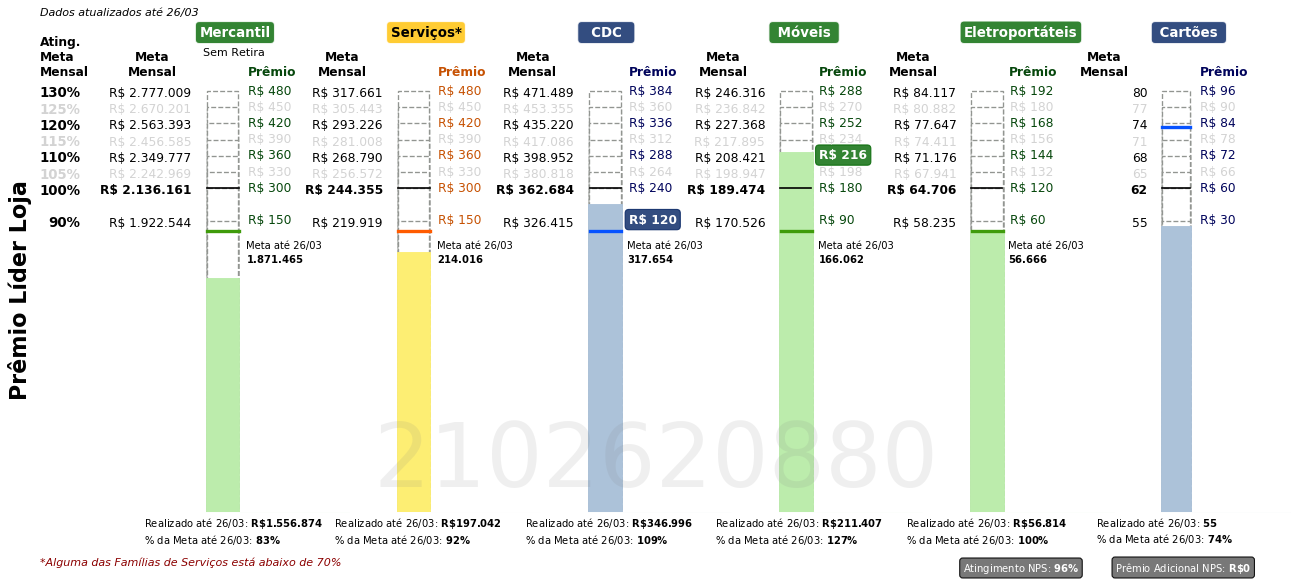 Dados atualizados até 26/03
Mercantil Serviços* CDC Móveis Eletroportáteis Cartões
Sem Retira
Ating. Meta Mensal Meta Mensal Prêmio Meta Mensal Prêmio Meta Mensal Prêmio Meta Mensal Prêmio Meta Mensal Prêmio Meta Mensal Prêmio
130% R$ 2.777.009 R$ 480 R$ 317.661 R$ 480 R$ 471.489 R$ 384 R$ 246.316 R$ 288 R$ 84.117 R$ 192 80 R$ 96
125% R$ 2.670.201 R$ 450 R$ 305.443 R$ 450 R$ 453.355 R$ 360 R$ 236.842 R$ 270 R$ 80.882 R$ 180 77 R$ 90
120% R$ 2.563.393 R$ 420 R$ 293.226 R$ 420 R$ 435.220 R$ 336 R$ 227.368 R$ 252 R$ 77.647 R$ 168 74 R$ 84
115% R$ 2.456.585 R$ 390 R$ 281.008 R$ 390 R$ 417.086 R$ 312 R$ 217.895 R$ 234 R$ 74.411 R$ 156 71 R$ 78
110% R$ 2.349.777 R$ 360 R$ 268.790 R$ 360 R$ 398.952 R$ 288 R$ 208.421 R$ 216 R$ 71.176 R$ 144 68 R$ 72
105% R$ 2.242.969 R$ 330 R$ 256.572 R$ 330 R$ 380.818 R$ 264 R$ 198.947 R$ 198 R$ 67.941 R$ 132 65 R$ 66
100% R$ 2.136.161 R$ 300 R$ 244.355 R$ 300 R$ 362.684 R$ 240 R$ 189.474 R$ 180 R$ 64.706 R$ 120 62 R$ 60
90% R$ 1.922.544 R$ 150 R$ 219.919 R$ 150 R$ 326.415 R$ 120 R$ 170.526 R$ 90 R$ 58.235 R$ 60 55 R$ 30
Meta até 26/03 Meta até 26/03 Meta até 26/03 Meta até 26/03 Meta até 26/03
1.871.465 214.016 317.654 166.062 56.666
Prêmio Líder Loja
2102620880
Realizado até 26/03: R$1.556.874 Realizado até 26/03: R$197.042 Realizado até 26/03: R$346.996 Realizado até 26/03: R$211.407 Realizado até 26/03: R$56.814 Realizado até 26/03: 55
% da Meta até 26/03: 83% % da Meta até 26/03: 92% % da Meta até 26/03: 109% % da Meta até 26/03: 127% % da Meta até 26/03: 100% % da Meta até 26/03: 74%
*Alguma das Famílias de Serviços está abaixo de 70% Atingimento NPS: 96% Prêmio Adicional NPS: R$0